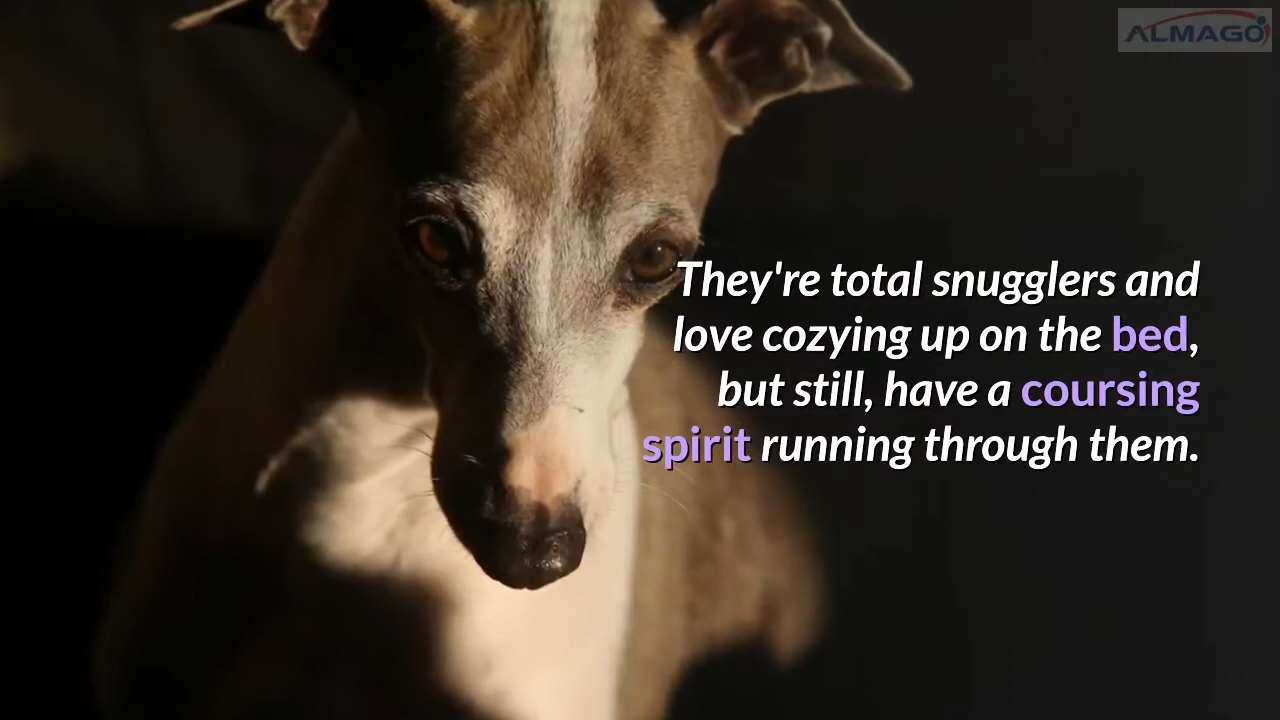 ALMAGO
They're total snugglers and
love cozying up on the bed,
but still, have a coursing
spirit running through them.